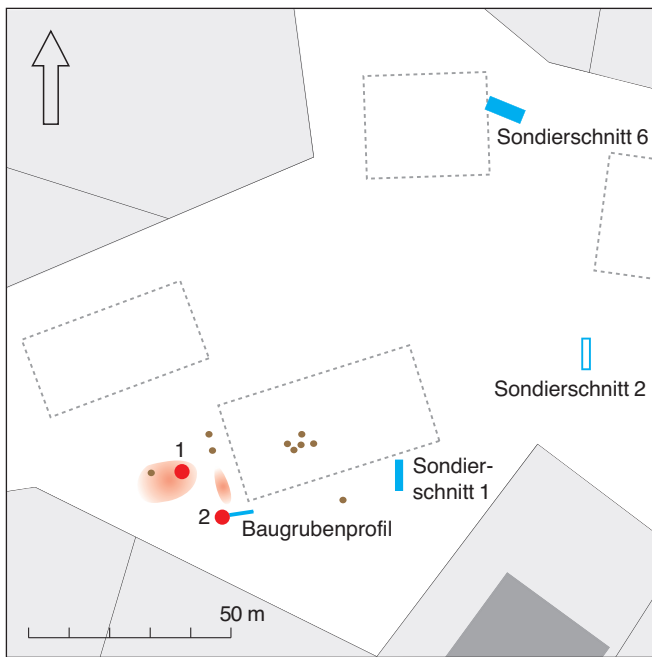 Sondierschnitt 6
Sondierschnitt 2
1
Sondier-
schnitt 1
2
Baugrubenprofil
50 m